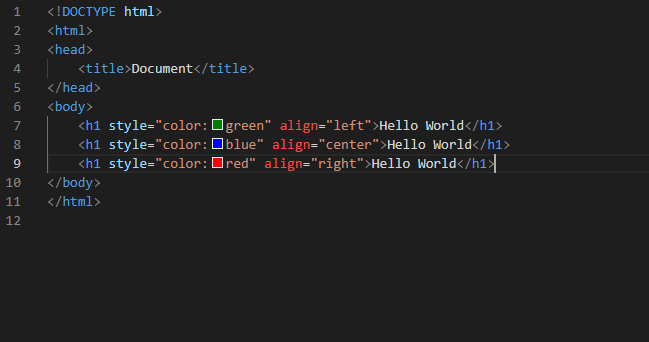 1 <!DOCTYPE html>
2 <html>
3 <head>
4     <title>Document</title>
5 </head>
6 <body>
7     <h1 style="color:green" align="left">Hello World</h1>
8     <h1 style="color:blue" align="center">Hello World</h1>
9     <h1 style="color:red" align="right">Hello World</h1>
10 </body>
11 </html>
12